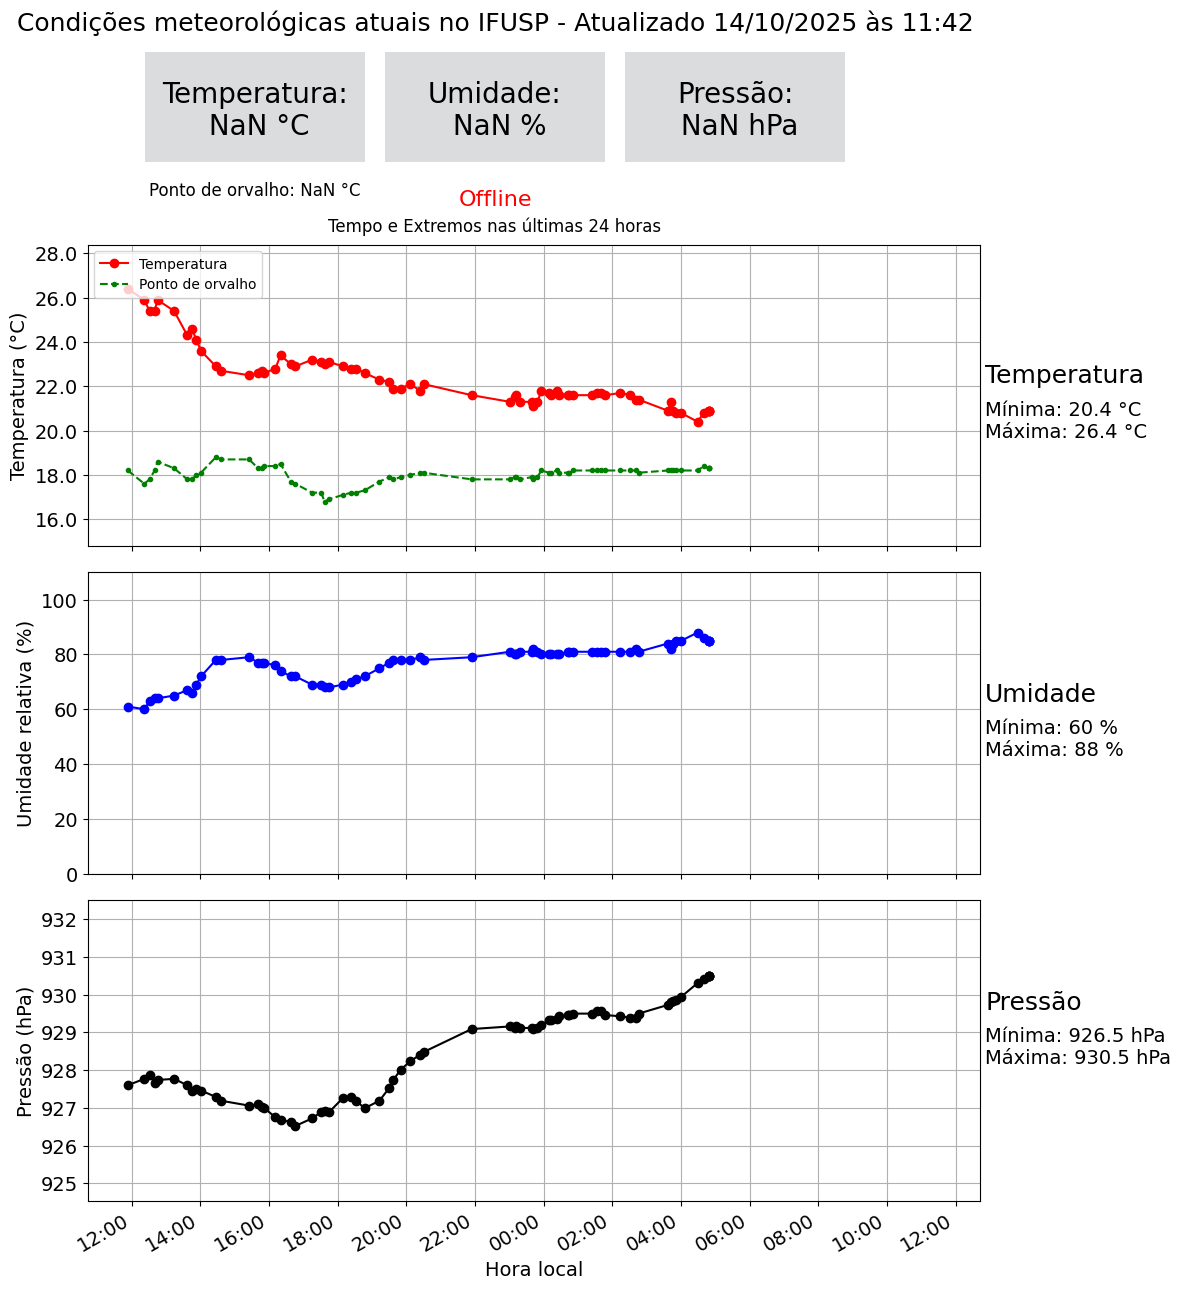 Condições meteorológicas atuais no IFUSP - Atualizado 14/10/2025 às 11:42
Temperatura:
NaN °C
Umidade:
NaN %
Pressão:
NaN hPa
Ponto de orvalho: NaN °C
Offline
Tempo e Extremos nas últimas 24 horas
Temperatura (°C)
28.0
26.0
24.0
22.0
20.0
18.0
16.0
Temperatura
Ponto de orvalho
Temperatura
Mínima: 20.4 °C
Máxima: 26.4 °C
Umidade relativa (%)
100
80
60
40
20
0
Umidade
Mínima: 60 %
Máxima: 88 %
Pressão (hPa)
932
931
930
929
928
927
926
925
Pressão
Mínima: 926.5 hPa
Máxima: 930.5 hPa
12:00 14:00 16:00 18:00 20:00 22:00 00:00 02:00 04:00 06:00 08:00 10:00 12:00
Hora local